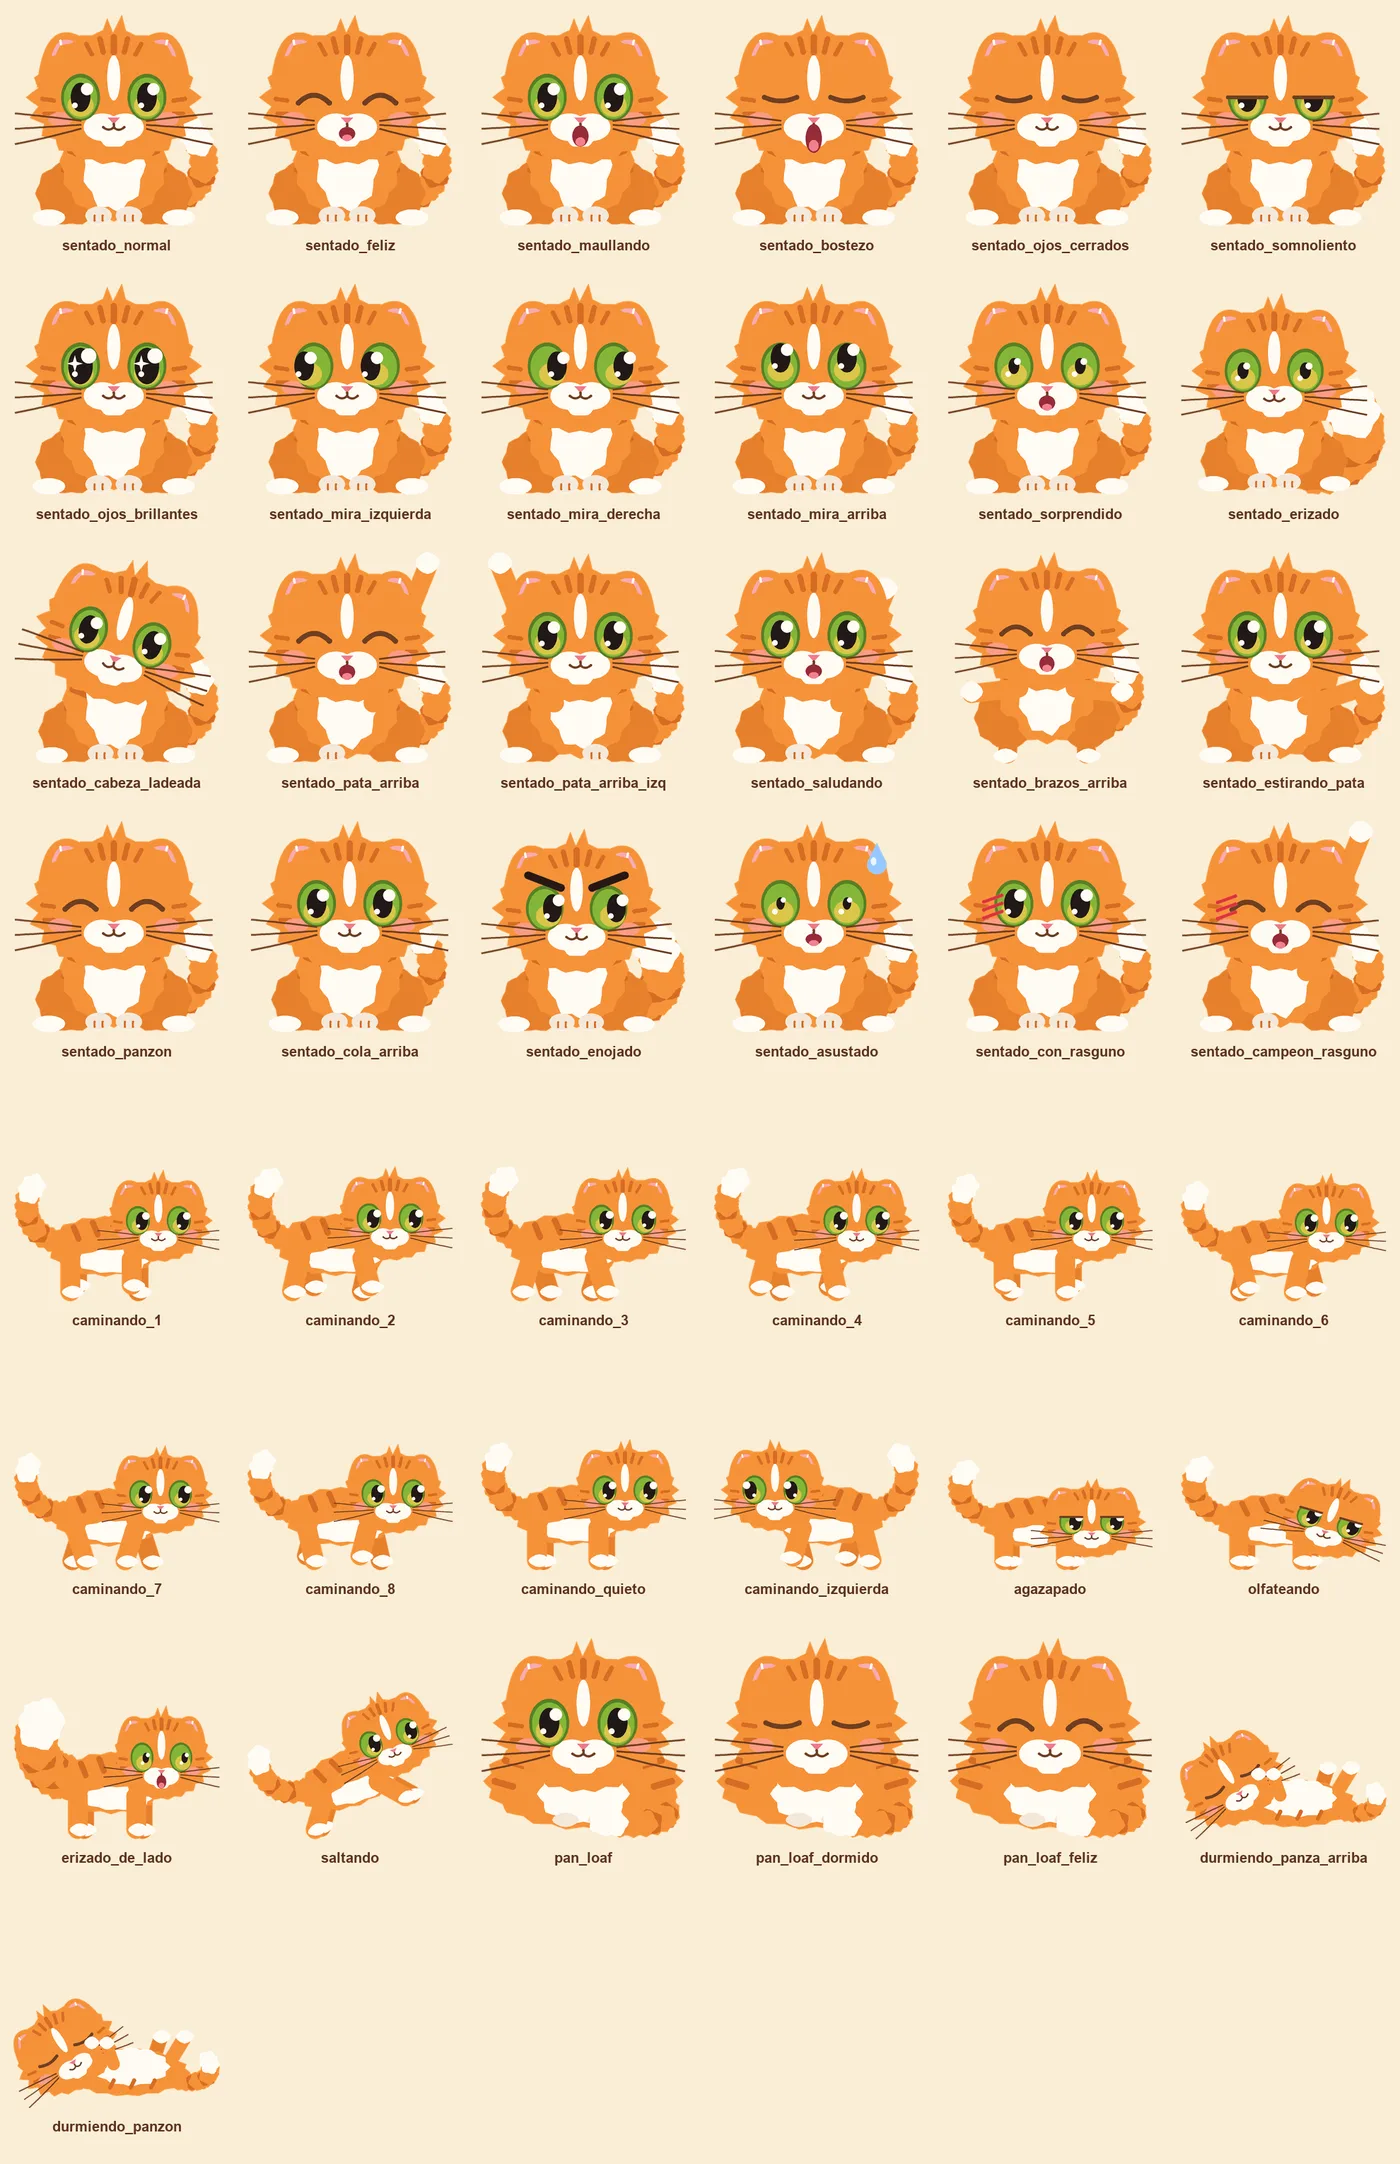 sentado_normal
sentado_feliz
sentado_maullando
sentado_bostezo
sentado_ojos_cerrados
sentado_somnoliento
sentado_ojos_brillantes
sentado_mira_izquierda
sentado_mira_derecha
sentado_mira_arriba
sentado_sorprendido
sentado_erizado
sentado_cabeza_ladeada
sentado_pata_arriba
sentado_pata_arriba_izq
sentado_saludando
sentado_brazos_arriba
sentado_estirando_pata
sentado_panzon
sentado_cola_arriba
sentado_enojado
sentado_asustado
sentado_con_rasguno
sentado_campeon_rasguno
caminando_1
caminando_2
caminando_3
caminando_4
caminando_5
caminando_6
caminando_7
caminando_8
caminando_quieto
caminando_izquierda
agazapado
olfateando
erizado_de_lado
saltando
pan_loaf
pan_loaf_dormido
pan_loaf_feliz
durmiendo_panza_arriba
durmiendo_panzon